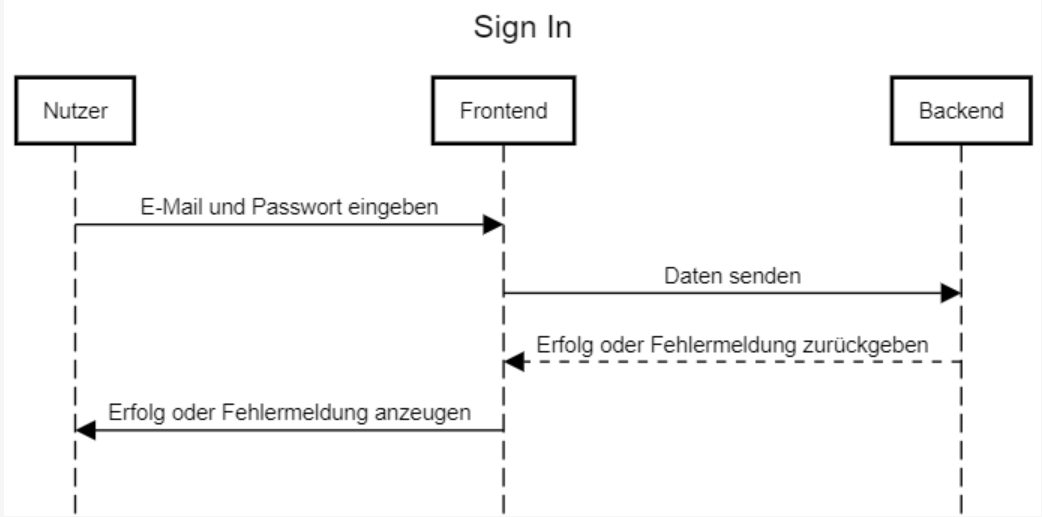 Sign In
Nutzer
Frontend
Backend
E-Mail und Passwort eingeben
Daten senden
Erfolg oder Fehlermeldung zurückgeben
Erfolg oder Fehlermeldung anzeugen